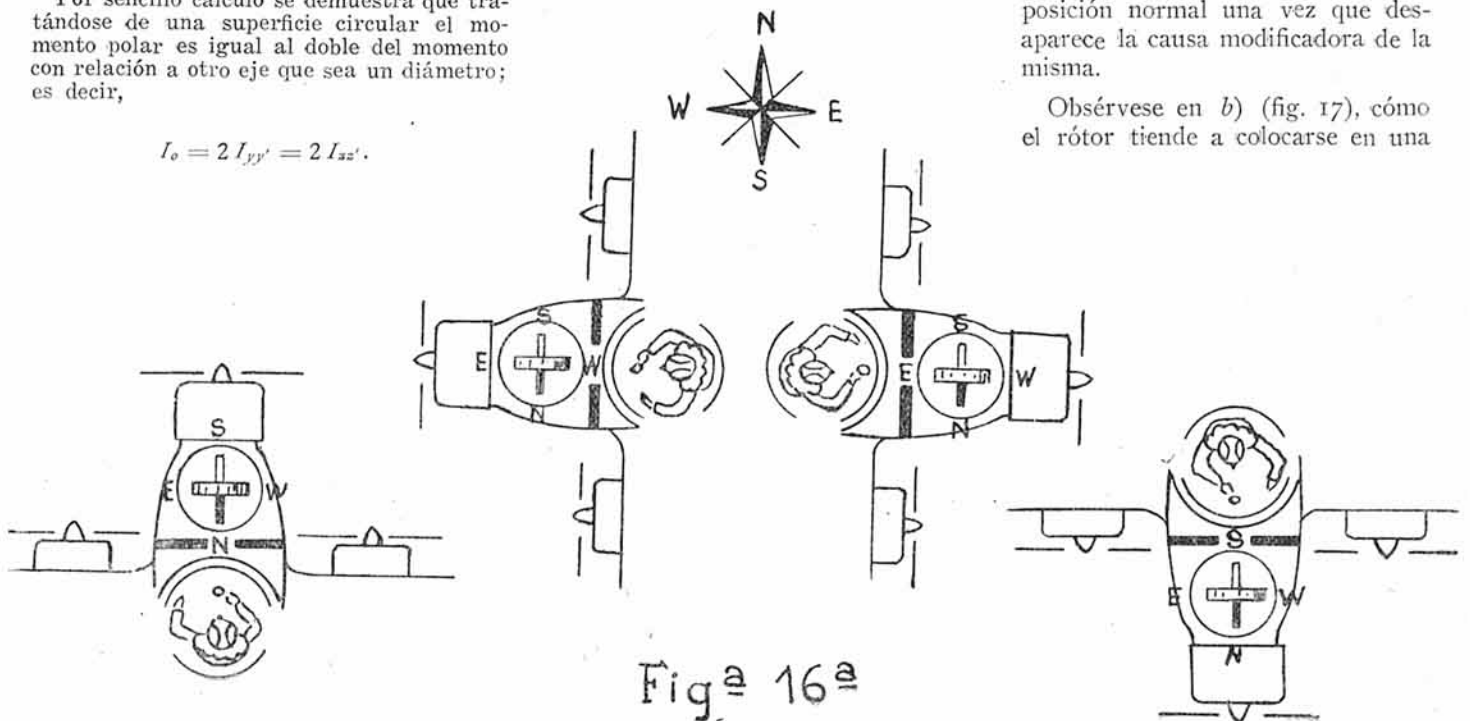 Por sencillo cálculo se demuestra que tra-
tándose de una superficie circular el mo-
mento polar es igual al doble del momento
con relación a otro eje que sea un diámetro;
es decir,
I_o = 2 I_yy' = 2 I_zz'.
posición normal una vez que des-
aparece la causa modificadora de la
misma.
Obsérvese en b) (fig. 17), cómo
el rótor tiende a colocarse en una
N
W E
S
S
E W
N
S
E W
N
S
E W
N
S
E W
N
Figª 16ª